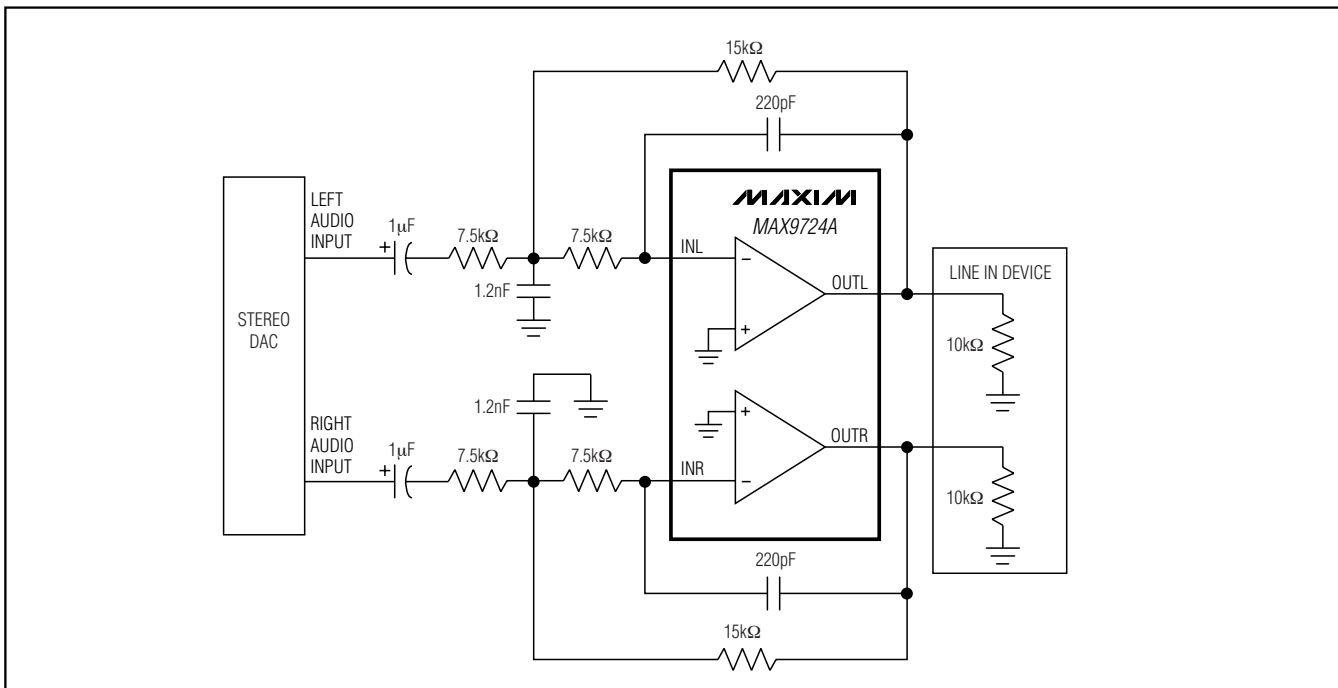 15kΩ
220pF
LEFT
AUDIO
INPUT
1µF
+
7.5kΩ
7.5kΩ
1.2nF
INL
MAXIM
MAX9724A
−
+
OUTL
LINE IN DEVICE
10kΩ
STEREO
DAC
RIGHT
AUDIO
INPUT
1µF
+
7.5kΩ
1.2nF
7.5kΩ
INR
+
−
OUTR
10kΩ
220pF
15kΩ